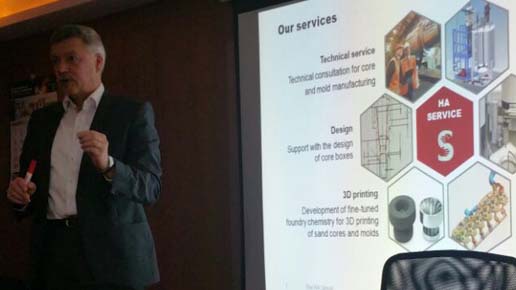 Our services
Technical service
Technical consultation for core
and mold manufacturing
HA
SERVICE
S
Design
Support with the design
of core boxes
3D printing
Development of fine-tuned
foundry chemistry for 3D printing
of sand cores and molds